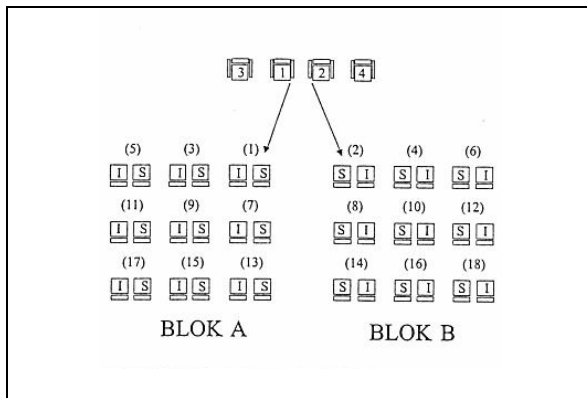 3 1 2 4
(5) (3) (1) (2) (4) (6)
I S I S I S S I S I S I
(11) (9) (7) (8) (10) (12)
I S I S I S S I S I S I
(17) (15) (13) (14) (16) (18)
I S I S I S S I S I S I
BLOK A BLOK B